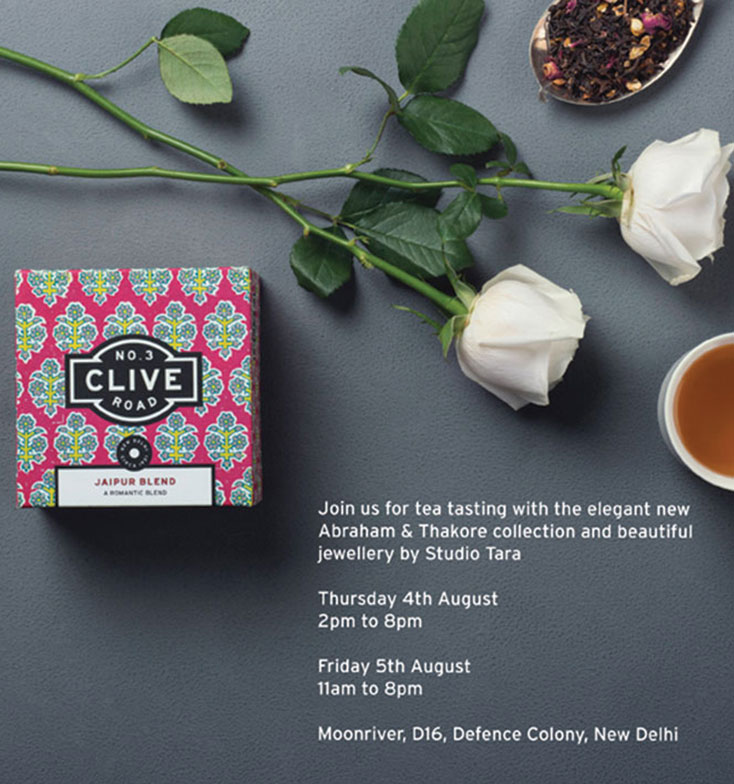 NO.3
CLIVE
ROAD
JAIPUR BLEND
A ROMANTIC BLEND
Join us for tea tasting with the elegant new
Abraham & Thakore collection and beautiful
jewellery by Studio Tara
Thursday 4th August
2pm to 8pm
Friday 5th August
11am to 8pm
Moonriver, D16, Defence Colony, New Delhi